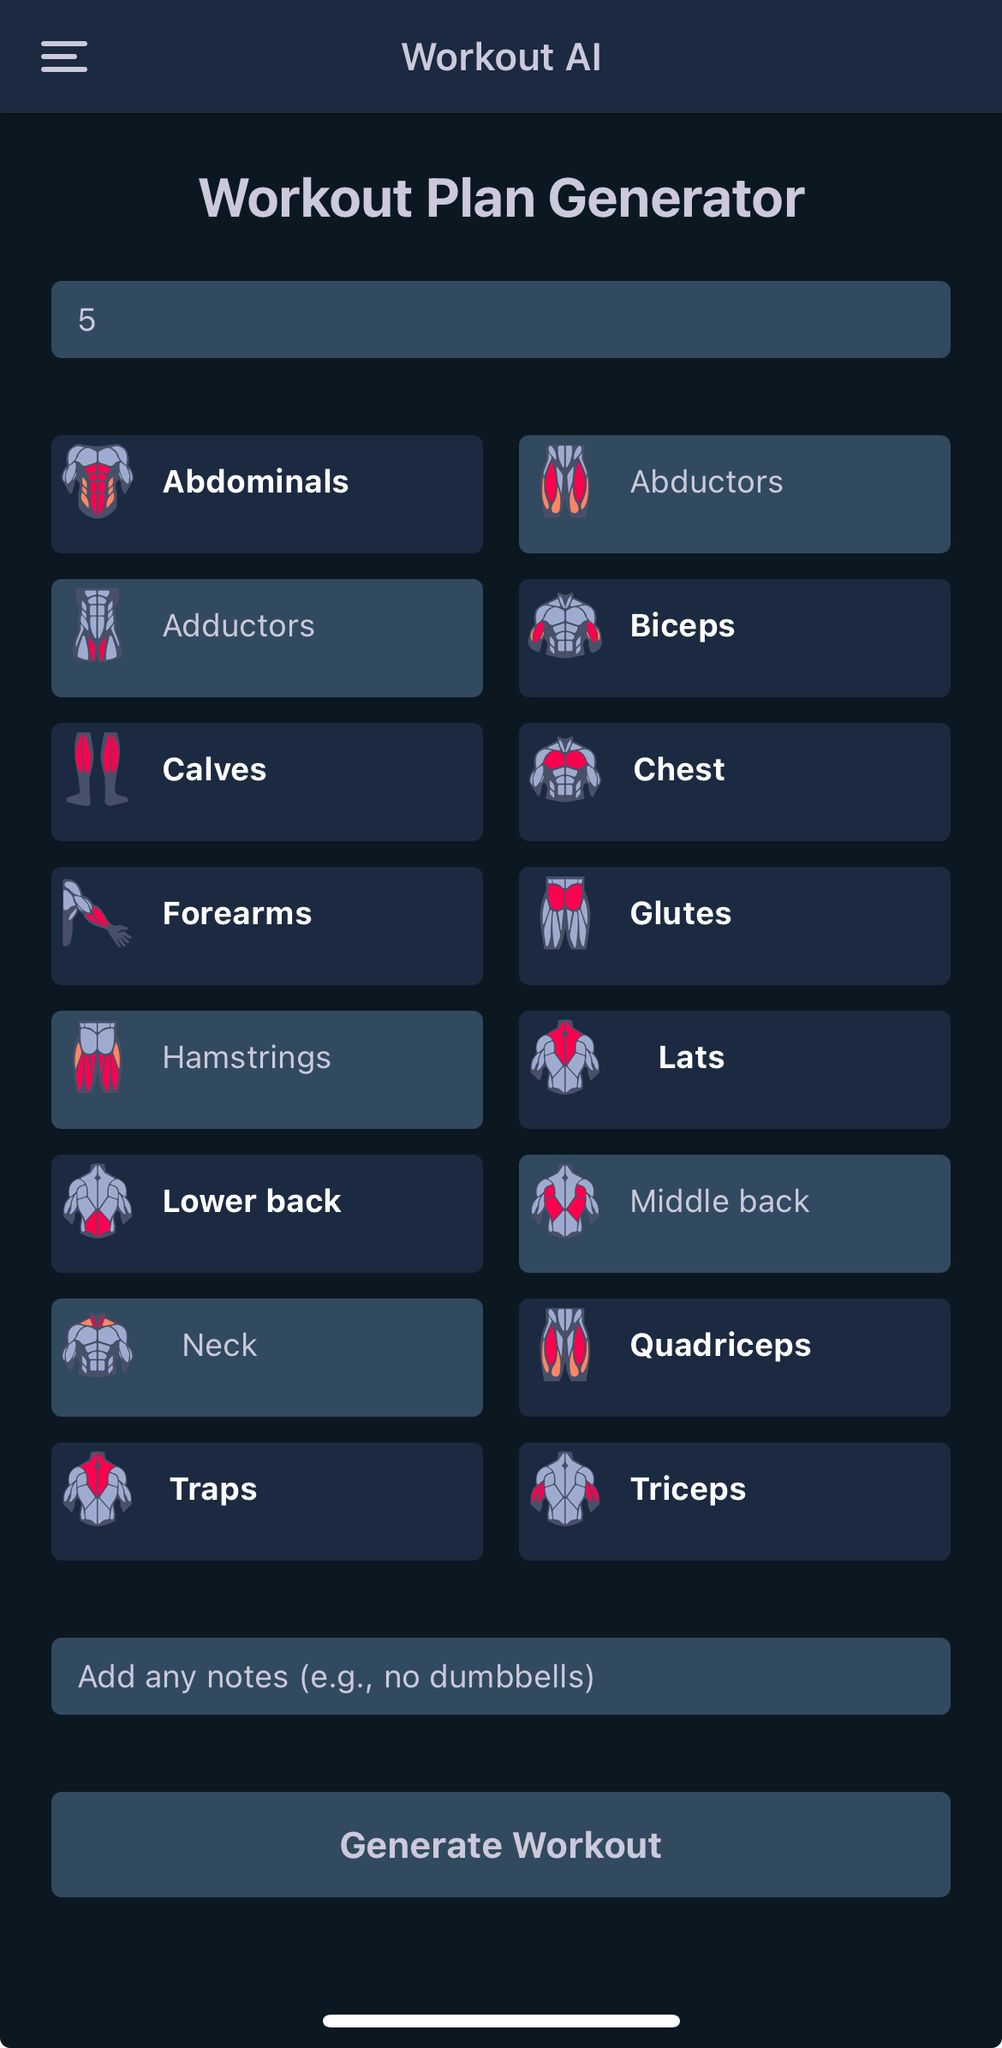 Workout AI
Workout Plan Generator
5
Abdominals
Abductors
Adductors
Biceps
Calves
Chest
Forearms
Glutes
Hamstrings
Lats
Lower back
Middle back
Neck
Quadriceps
Traps
Triceps
Add any notes (e.g., no dumbbells)
Generate Workout